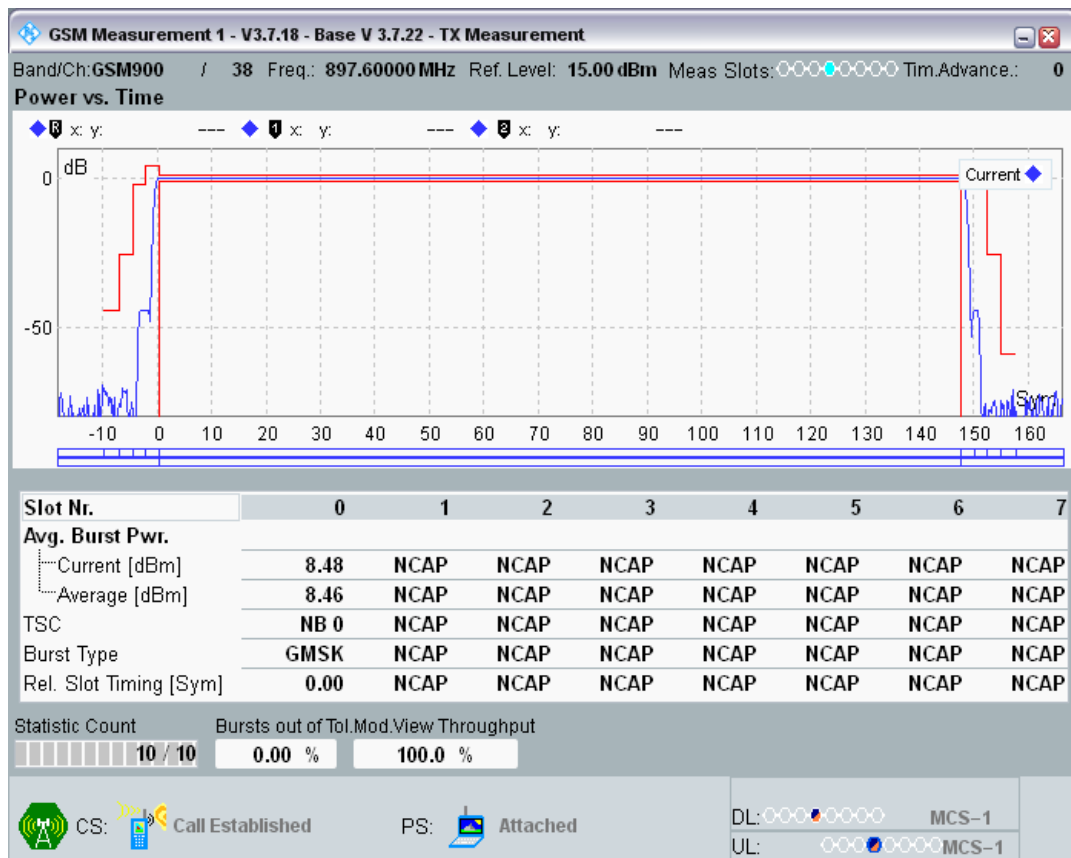 GSM Measurement 1 - V3.7.18 - Base V 3.7.22 - TX Measurement
Band/Ch:GSM900 / 38 Freq.: 897.60000 MHz Ref. Level: 15.00 dBm Meas Slots: Tim.Advance.: 0
Power vs. Time
R x: y: --- 1 x: y: --- 2 x: y: ---
dB
Current
0
-50
Sym
-10 0 10 20 30 40 50 60 70 80 90 100 110 120 130 140 150 160
Slot Nr. 0 1 2 3 4 5 6 7
Avg. Burst Pwr.
Current [dBm] 8.48 NCAP NCAP NCAP NCAP NCAP NCAP NCAP
Average [dBm] 8.46 NCAP NCAP NCAP NCAP NCAP NCAP NCAP
TSC NB 0 NCAP NCAP NCAP NCAP NCAP NCAP NCAP
Burst Type GMSK NCAP NCAP NCAP NCAP NCAP NCAP NCAP
Rel. Slot Timing [Sym] 0.00 NCAP NCAP NCAP NCAP NCAP NCAP NCAP
Statistic Count Bursts out of Tol.Mod.View Throughput
10 / 10 0.00 % 100.0 %
CS: Call Established PS: Attached
DL: MCS-1
UL: MCS-1